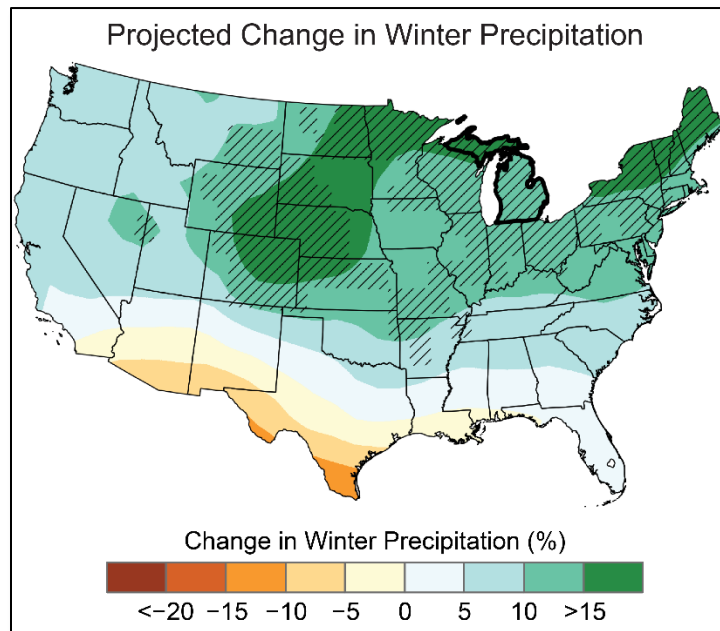 Projected Change in Winter Precipitation
Change in Winter Precipitation (%)
<−20 −15 −10 −5 0 5 10 >15